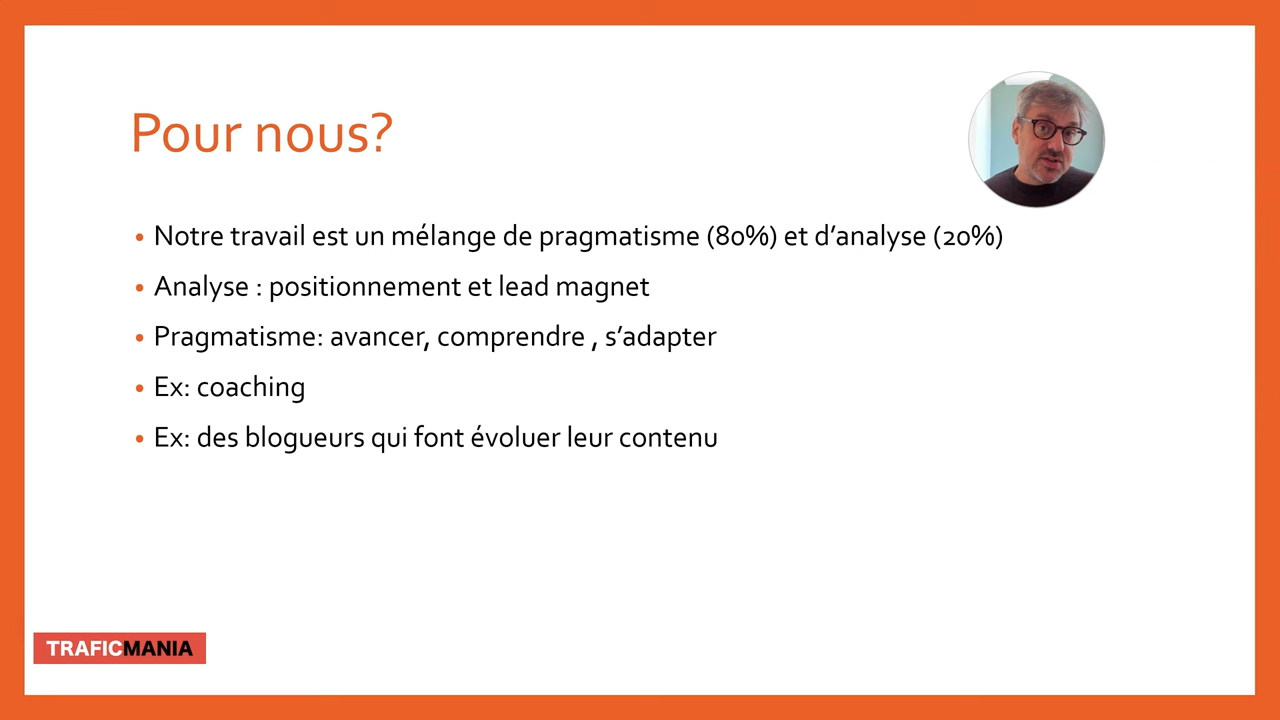 Pour nous?
• Notre travail est un mélange de pragmatisme (80%) et d’analyse (20%)
• Analyse : positionnement et lead magnet
• Pragmatisme: avancer, comprendre , s’adapter
• Ex: coaching
• Ex: des blogueurs qui font évoluer leur contenu
TRAFICMANIA